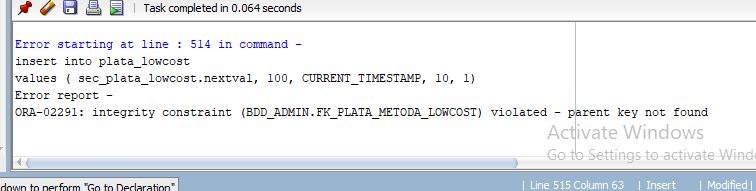 Task completed in 0.064 seconds
Error starting at line : 514 in command -
insert into plata_lowcost
values ( sec_plata_lowcost.nextval, 100, CURRENT_TIMESTAMP, 10, 1)
Error report -
ORA-02291: integrity constraint (BDD_ADMIN.FK_PLATA_METODA_LOWCOST) violated - parent key not found
Activate Windows
Go to Settings to activate Wind
down to perform "Go to Declaration"
Line 515 Column 63
Insert
Modified